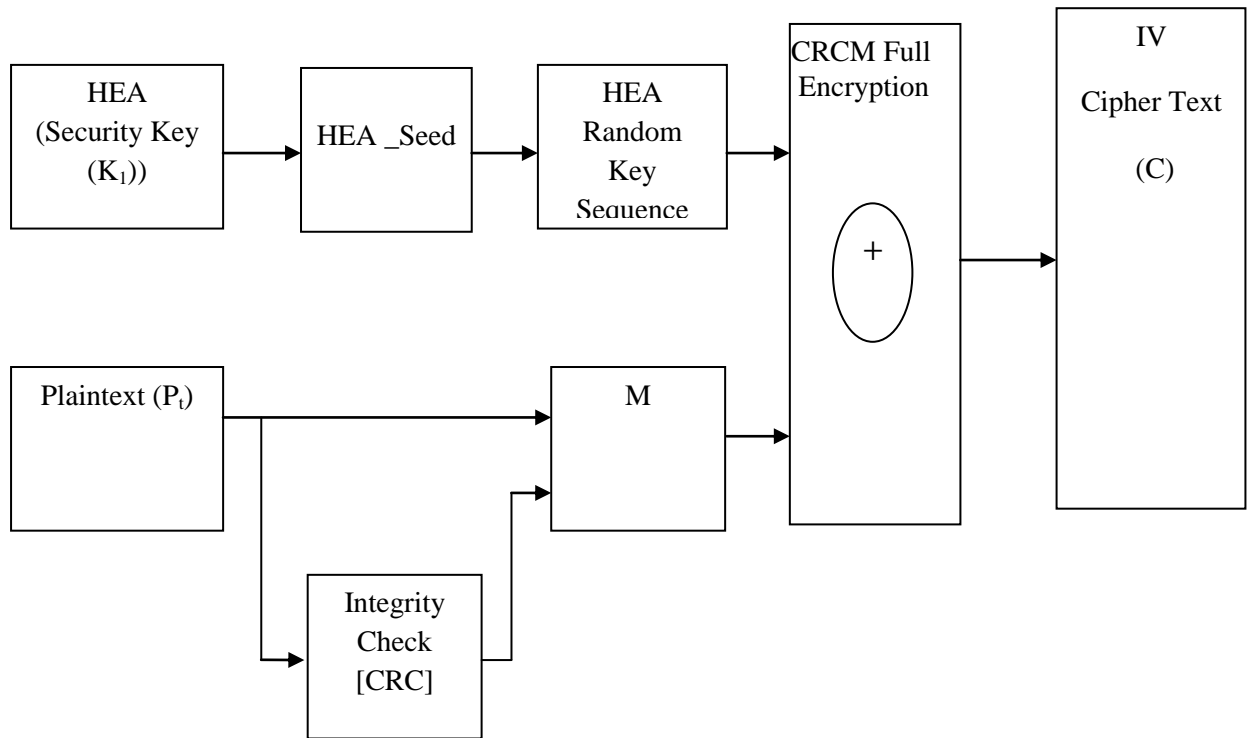 HEA
(Security Key
(K₁))
HEA _Seed
HEA
Random
Key
Sequence
CRCM Full
Encryption
+
IV
Cipher Text
(C)
Plaintext (Pₜ)
M
Integrity
Check
[CRC]